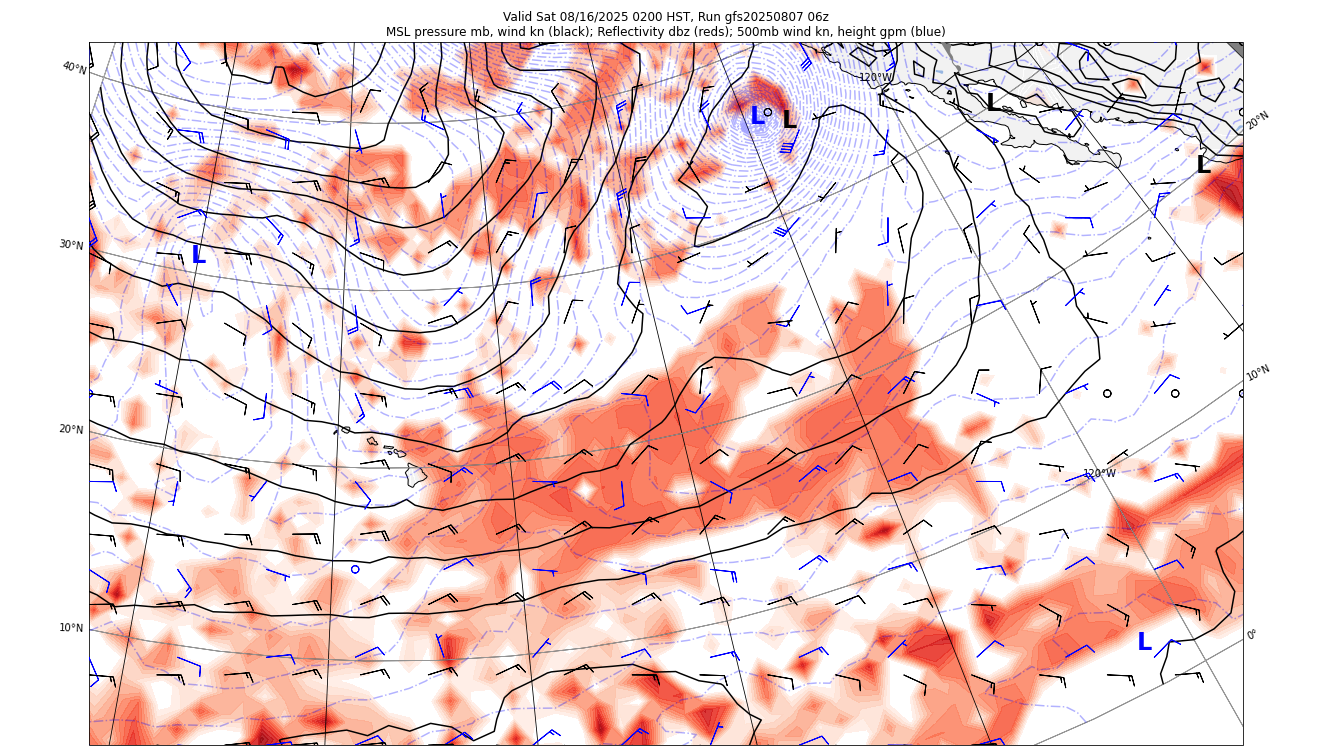 Valid Sat 08/16/2025 0200 HST, Run gfs20250807 06z
MSL pressure mb, wind kn (black); Reflectivity dbz (reds); 500mb wind kn, height gpm (blue)
40°N
120°W
L
L
L
20°N
L
30°N
L
10°N
20°N
120°W
10°N
0°
L